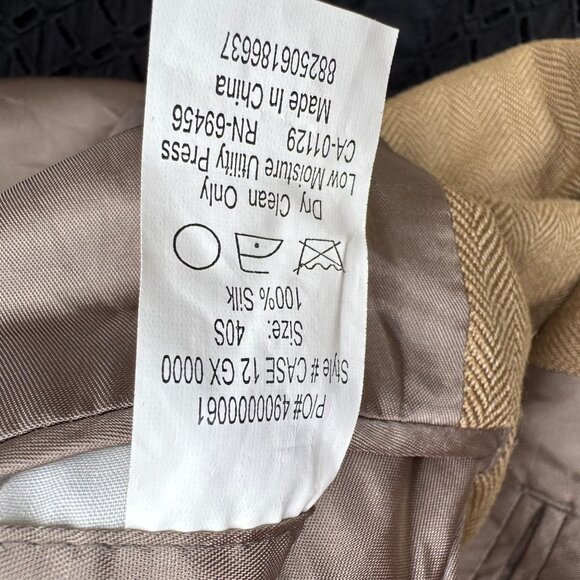 P/O# 4900000061
Style # CASE 12 GX 0000
Size: 40S
100% Silk
Dry Clean Only
Low Moisture Utility Press
CA-01129 RN-69456
Made In China
882506186637